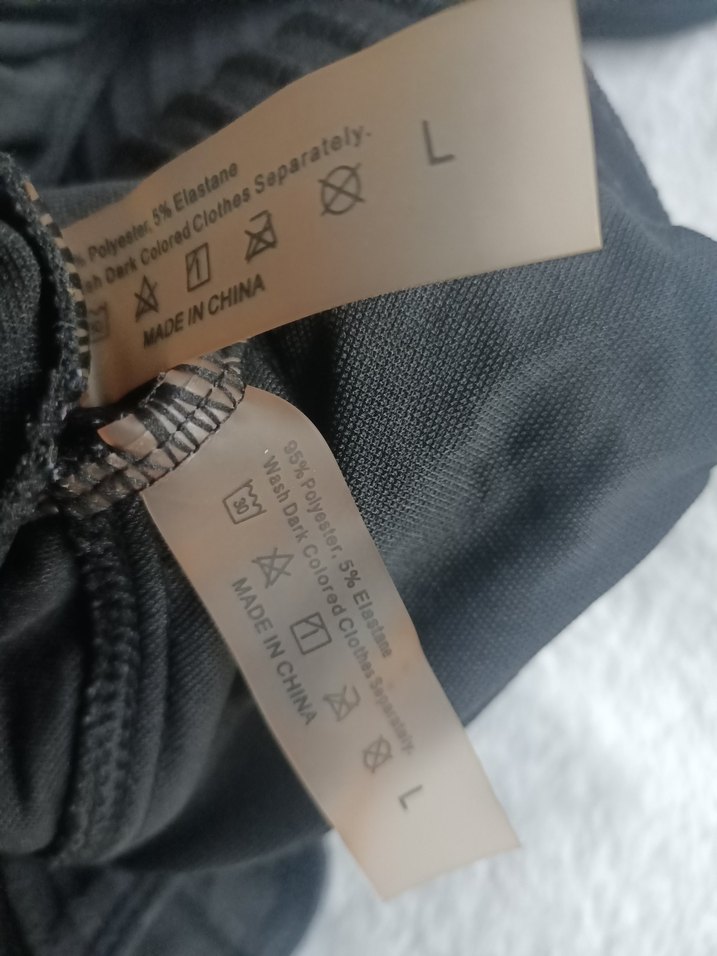 % Polyester, 5% Elastane
sh Dark Colored Clothes Separately.
MADE IN CHINA
L
95% Polyester, 5% Elastane
Wash Dark Colored Clothes Separately.
30
MADE IN CHINA
L